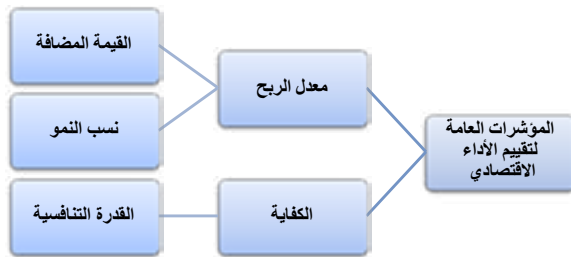 المؤشرات العامة
لتقييم الأداء
الاقتصادي
معدل الربح
القيمة المضافة
نسب النمو
الكفاية
القدرة التنافسية